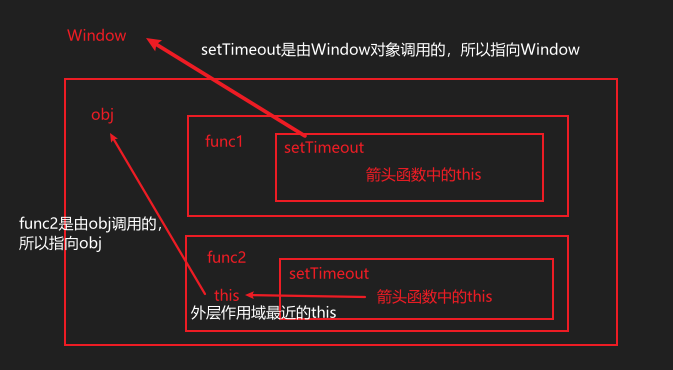 Window
setTimeout是由Window对象调用的，所以指向Window
obj
func1
setTimeout
箭头函数中的this
func2是由obj调用的，
所以指向obj
func2
setTimeout
this
箭头函数中的this
外层作用域最近的this